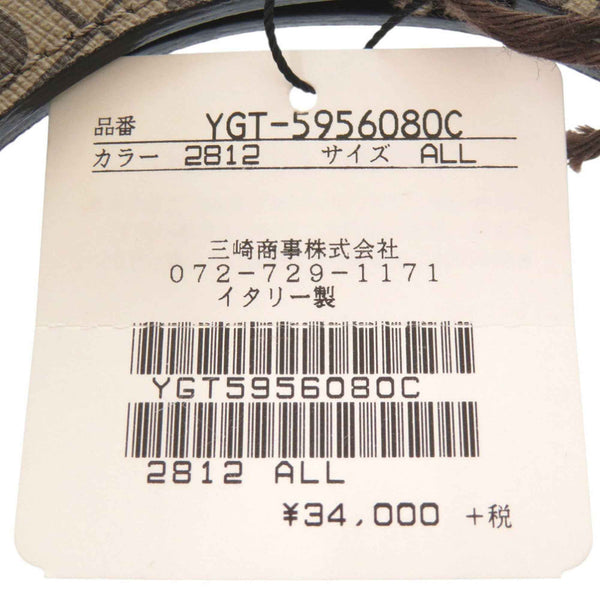 品番 YGT-5956080C
カラー 2812 サイズ ALL
三崎商事株式会社
072-729-1171
イタリー製
YGT5956080C
2812 ALL
¥34,000 +税